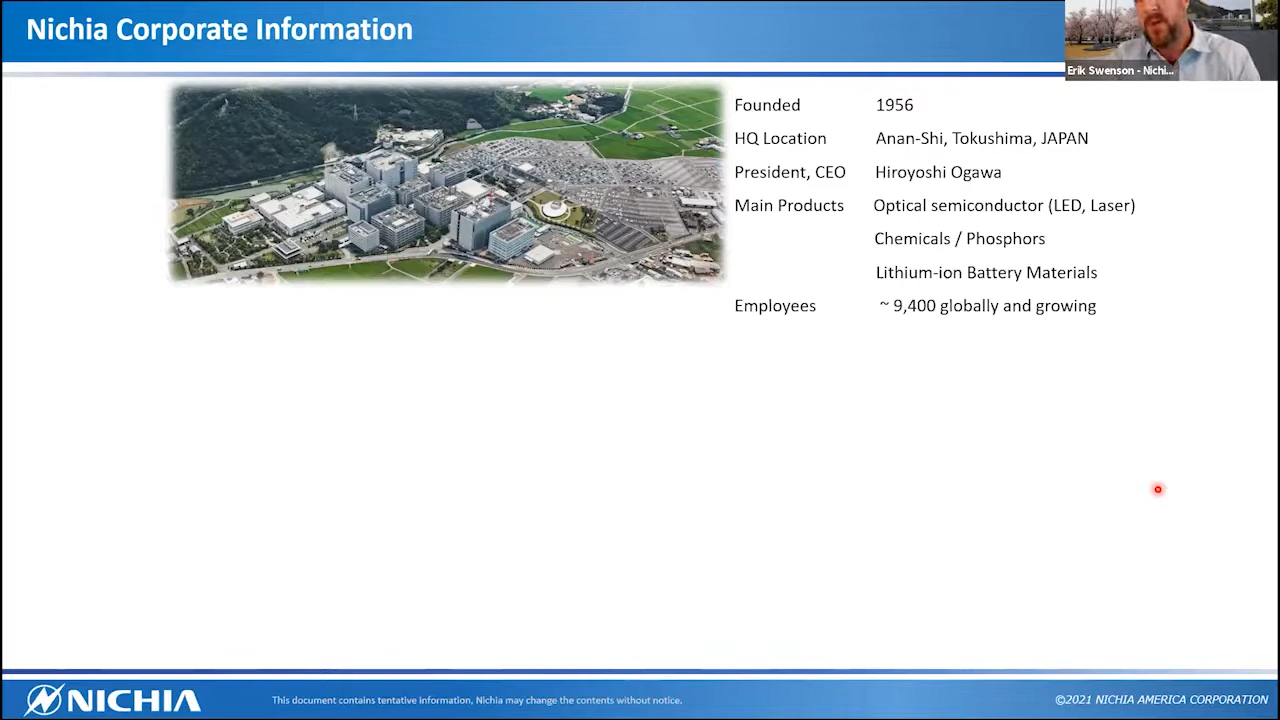 Nichia Corporate Information
Erik Swenson - Nichi...
Founded 1956
HQ Location Anan-Shi, Tokushima, JAPAN
President, CEO Hiroyoshi Ogawa
Main Products Optical semiconductor (LED, Laser)
Chemicals / Phosphors
Lithium-ion Battery Materials
Employees ~ 9,400 globally and growing
NICHIA
This document contains tentative information, Nichia may change the contents without notice.
©2021 NICHIA AMERICA CORPORATION